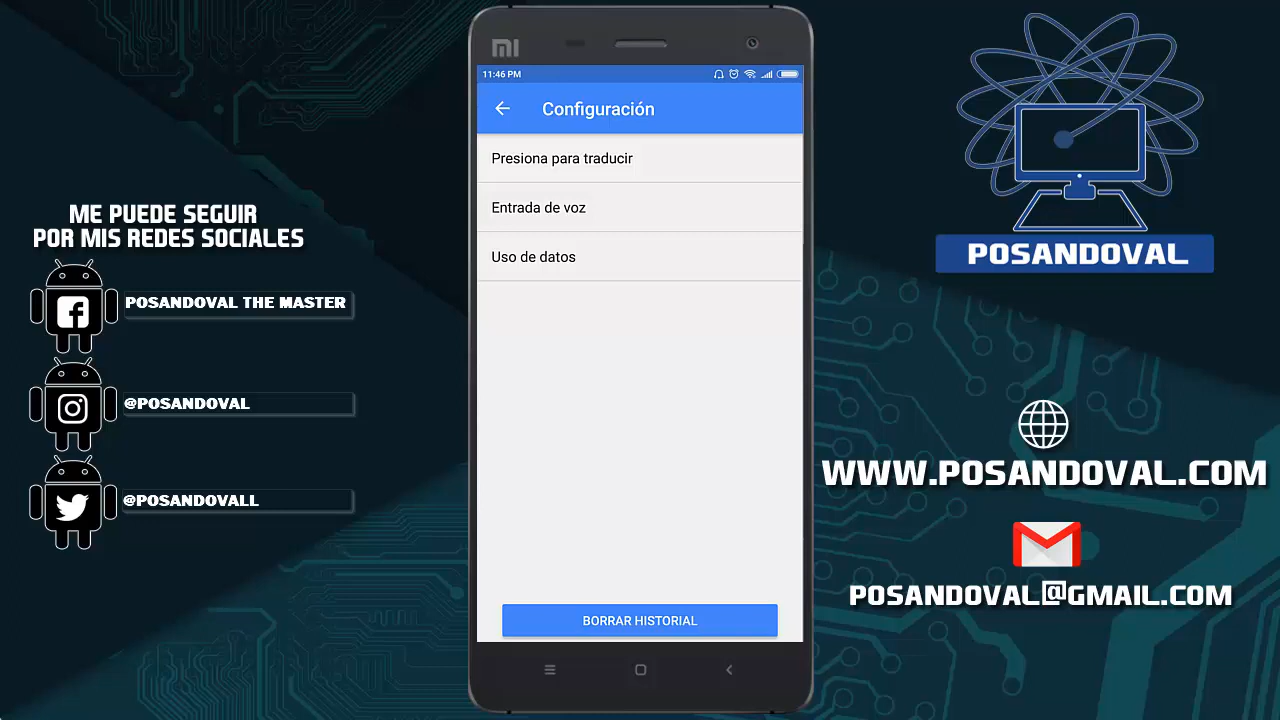 ME PUEDE SEGUIR
POR MIS REDES SOCIALES
POSANDOVAL THE MASTER
@POSANDOVAL
@POSANDOVALL
MI
11:46 PM
Configuración
Presiona para traducir
Entrada de voz
Uso de datos
BORRAR HISTORIAL
POSANDOVAL
WWW.POSANDOVAL.COM
POSANDOVAL@GMAIL.COM